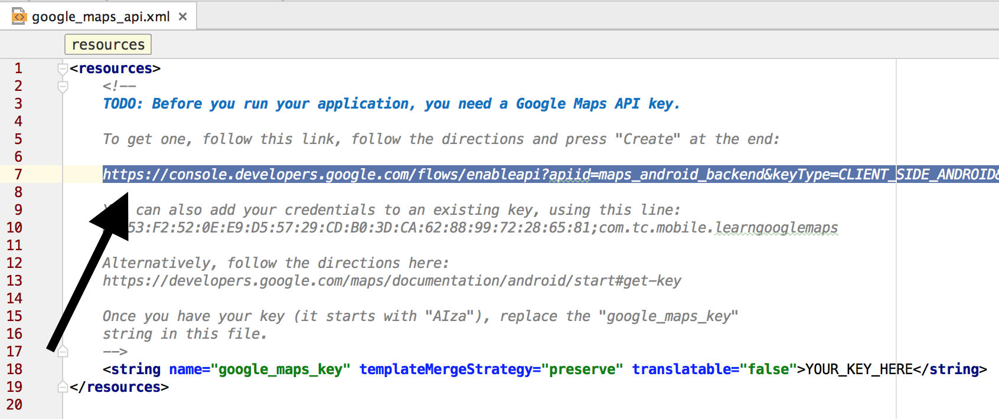 google_maps_api.xml
resources
1 <resources>
2 <!--
3 TODO: Before you run your application, you need a Google Maps API key.
4
5 To get one, follow this link, follow the directions and press "Create" at the end:
6
7 https://console.developers.google.com/flows/enableapi?apiid=maps_android_backend&keyType=CLIENT_SIDE_ANDROID&
8
9 can also add your credentials to an existing key, using this line:
10 53:F2:52:0E:E9:D5:57:29:CD:B0:3D:CA:62:88:99:72:28:65:81;com.tc.mobile.learngooglemaps
11
12 Alternatively, follow the directions here:
13 https://developers.google.com/maps/documentation/android/start#get-key
14
15 Once you have your key (it starts with "AIza"), replace the "google_maps_key"
16 string in this file.
17 -->
18 <string name="google_maps_key" templateMergeStrategy="preserve" translatable="false">YOUR_KEY_HERE</string>
19 </resources>
20